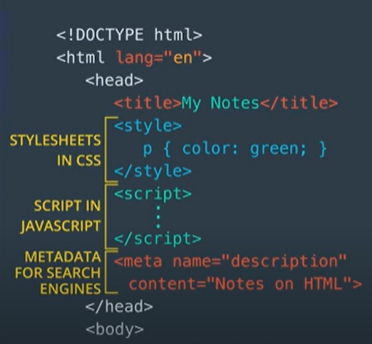 <!DOCTYPE html>
<html lang="en">
<head>
<title>My Notes</title>
STYLESHEETS
IN CSS
<style>
p { color: green; }
</style>
SCRIPT IN
JAVASCRIPT
<script>
⋮
</script>
METADATA
FOR SEARCH
ENGINES
<meta name="description"
content="Notes on HTML">
</head>
<body>